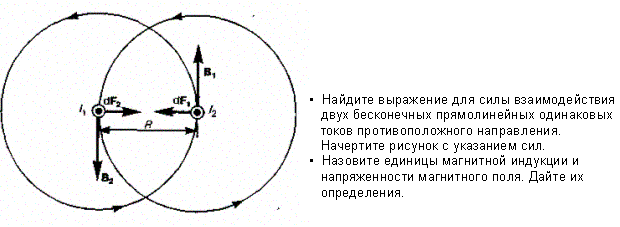 B₁
I₁ dF₂ dF₁ I₂
R
B₂
• Найдите выражение для силы взаимодействия
двух бесконечных прямолинейных одинаковых
токов противоположного направления.
Начертите рисунок с указанием сил.
• Назовите единицы магнитной индукции и
напряженности магнитного поля. Дайте их
определения.